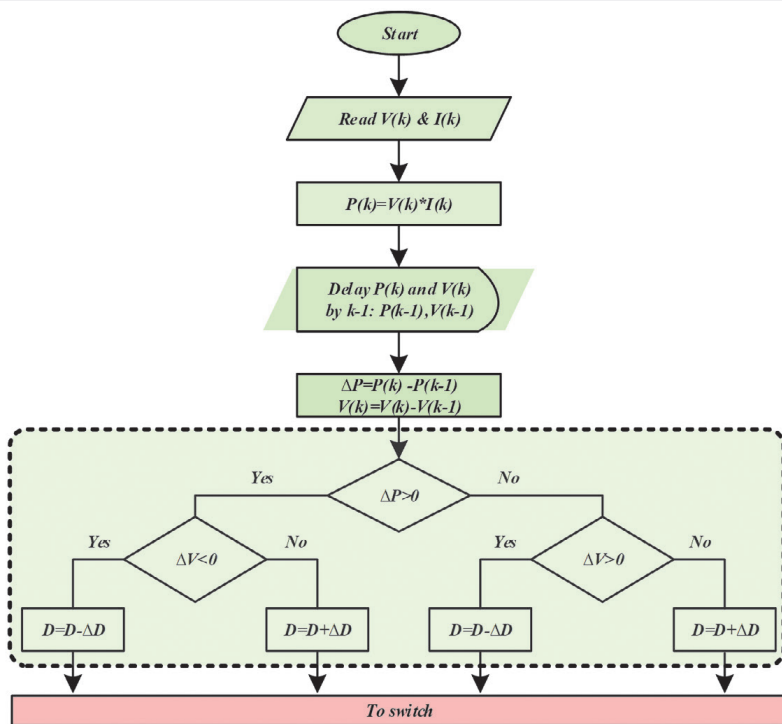 Start
Read V(k) & I(k)
P(k)=V(k)*I(k)
Delay P(k) and V(k)
by k-1: P(k-1),V(k-1)
ΔP=P(k) -P(k-1)
V(k)=V(k)-V(k-1)
Yes
ΔP>0
No
Yes
ΔV<0
No
Yes
ΔV>0
No
D=D-ΔD
D=D+ΔD
D=D-ΔD
D=D+ΔD
To switch